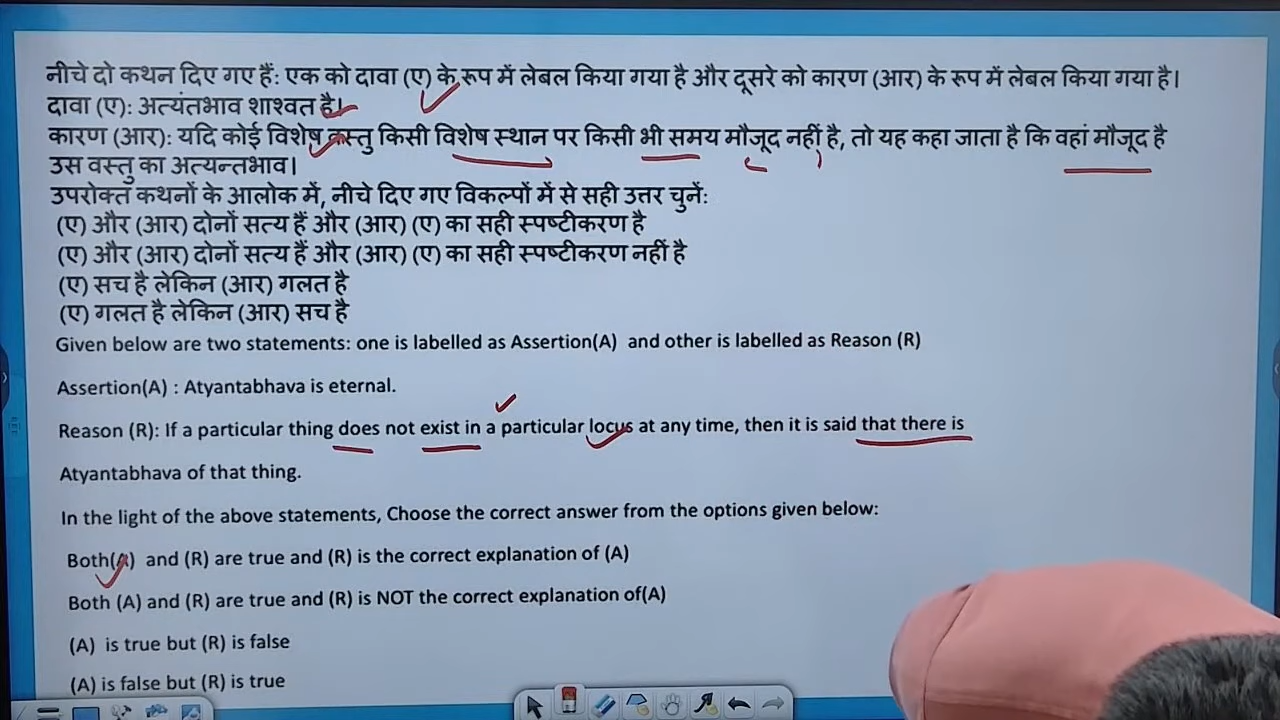 नीचे दो कथन दिए गए हैं: एक को दावा (ए) के रूप में लेबल किया गया है और दूसरे को कारण (आर) के रूप में लेबल किया गया है।
दावा (ए): अत्यंतभाव शाश्वत है।
कारण (आर): यदि कोई विशेष वस्तु किसी विशेष स्थान पर किसी भी समय मौजूद नहीं है, तो यह कहा जाता है कि वहां मौजूद है
उस वस्तु का अत्यन्तभाव।
उपरोक्त कथनों के आलोक में, नीचे दिए गए विकल्पों में से सही उत्तर चुनें:
(ए) और (आर) दोनों सत्य हैं और (आर) (ए) का सही स्पष्टीकरण है
(ए) और (आर) दोनों सत्य हैं और (आर) (ए) का सही स्पष्टीकरण नहीं है
(ए) सच है लेकिन (आर) गलत है
(ए) गलत है लेकिन (आर) सच है
Given below are two statements: one is labelled as Assertion(A) and other is labelled as Reason (R)
Assertion(A) : Atyantabhava is eternal.
Reason (R): If a particular thing does not exist in a particular locus at any time, then it is said that there is
Atyantabhava of that thing.
In the light of the above statements, Choose the correct answer from the options given below:
Both(A) and (R) are true and (R) is the correct explanation of (A)
Both (A) and (R) are true and (R) is NOT the correct explanation of(A)
(A) is true but (R) is false
(A) is false but (R) is true